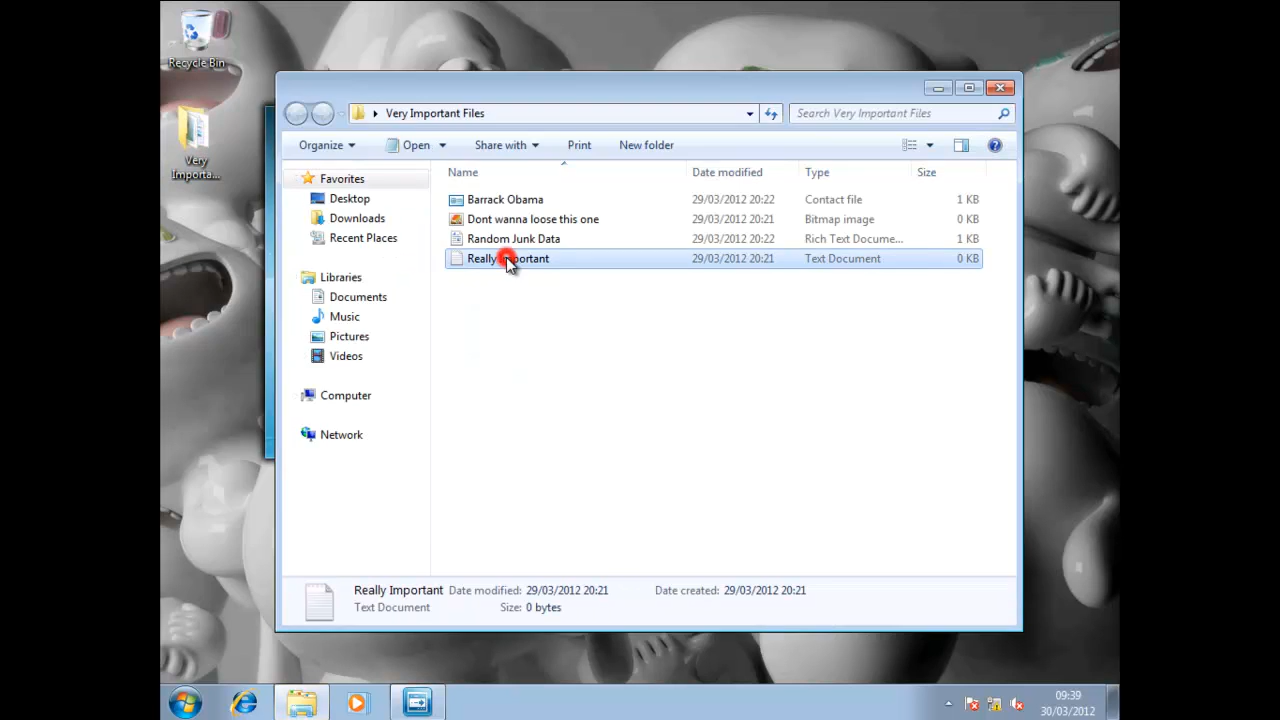 Recycle Bin
Very
Importa...
Very Important Files
Search Very Important Files
Organize
Open
Share with
Print
New folder
Favorites
Desktop
Downloads
Recent Places
Libraries
Documents
Music
Pictures
Videos
Computer
Network
Name Date modified Type Size
Barrack Obama 29/03/2012 20:22 Contact file 1 KB
Dont wanna loose this one 29/03/2012 20:21 Bitmap image 0 KB
Random Junk Data 29/03/2012 20:22 Rich Text Docume... 1 KB
Really Important 29/03/2012 20:21 Text Document 0 KB
Really Important Date modified: 29/03/2012 20:21 Date created: 29/03/2012 20:21
Text Document Size: 0 bytes
09:39
30/03/2012